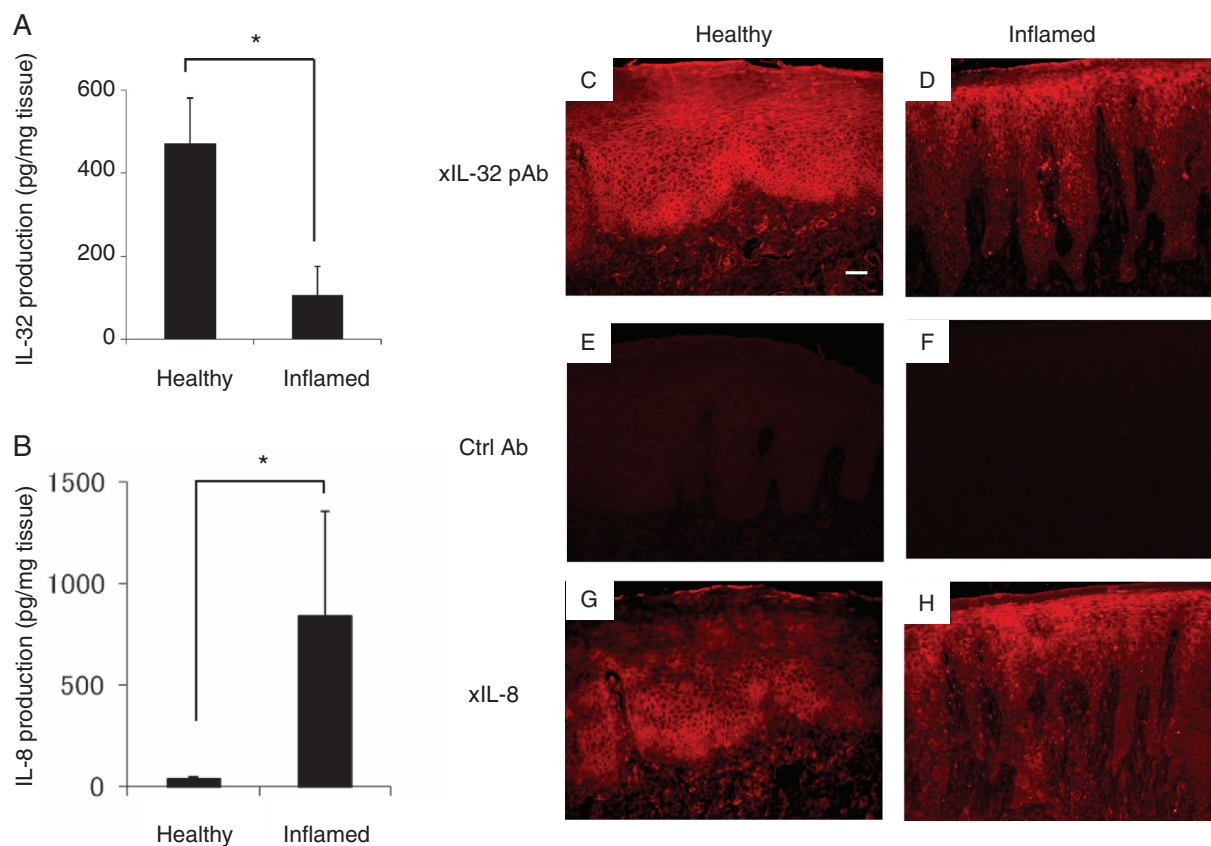 A
*
IL-32 production (pg/mg tissue)
600
400
200
0
Healthy
Inflamed
B
*
IL-8 production (pg/mg tissue)
1500
1000
500
0
Healthy
Inflamed
Healthy
Inflamed
xIL-32 pAb
C
D
Ctrl Ab
E
F
xIL-8
G
H